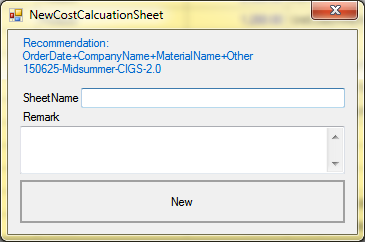 NewCostCalcuationSheet
Recommendation:
OrderDate+CompanyName+MaterialName+Other
150625-Midsummer-CIGS-2.0
SheetName
Remark
New